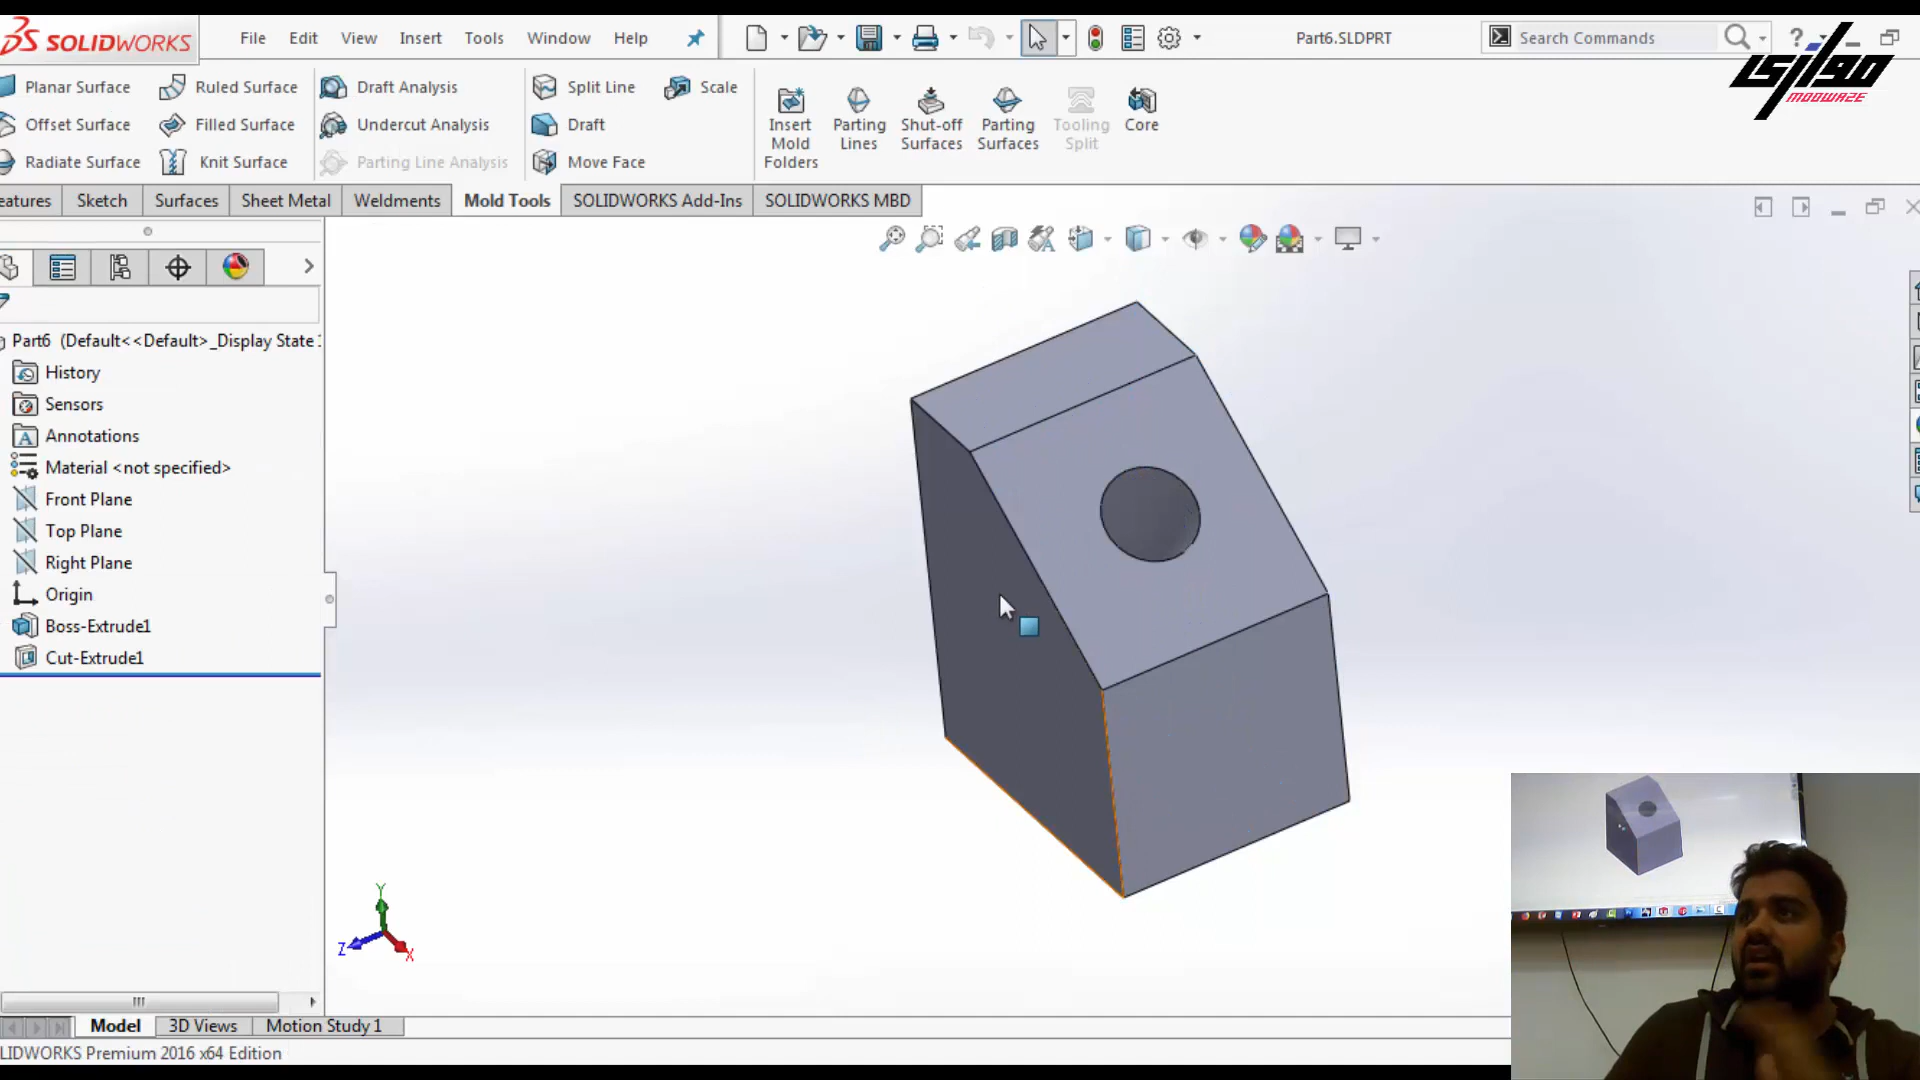 SOLIDWORKS
File Edit View Insert Tools Window Help
Part6.SLDPRT
Search Commands
?
موازى
MOOWAZE
Planar Surface
Ruled Surface
Draft Analysis
Split Line
Scale
Offset Surface
Filled Surface
Undercut Analysis
Draft
Radiate Surface
Knit Surface
Parting Line Analysis
Move Face
Insert Mold Folders
Parting Lines
Shut-off Surfaces
Parting Surfaces
Tooling Split
Core
eatures Sketch Surfaces Sheet Metal Weldments Mold Tools SOLIDWORKS Add-Ins SOLIDWORKS MBD
Part6 (Default<<Default>_Display State
History
Sensors
A Annotations
Material <not specified>
Front Plane
Top Plane
Right Plane
Origin
Boss-Extrude1
Cut-Extrude1
Y
Z
X
Model 3D Views Motion Study 1
LIDWORKS Premium 2016 x64 Edition